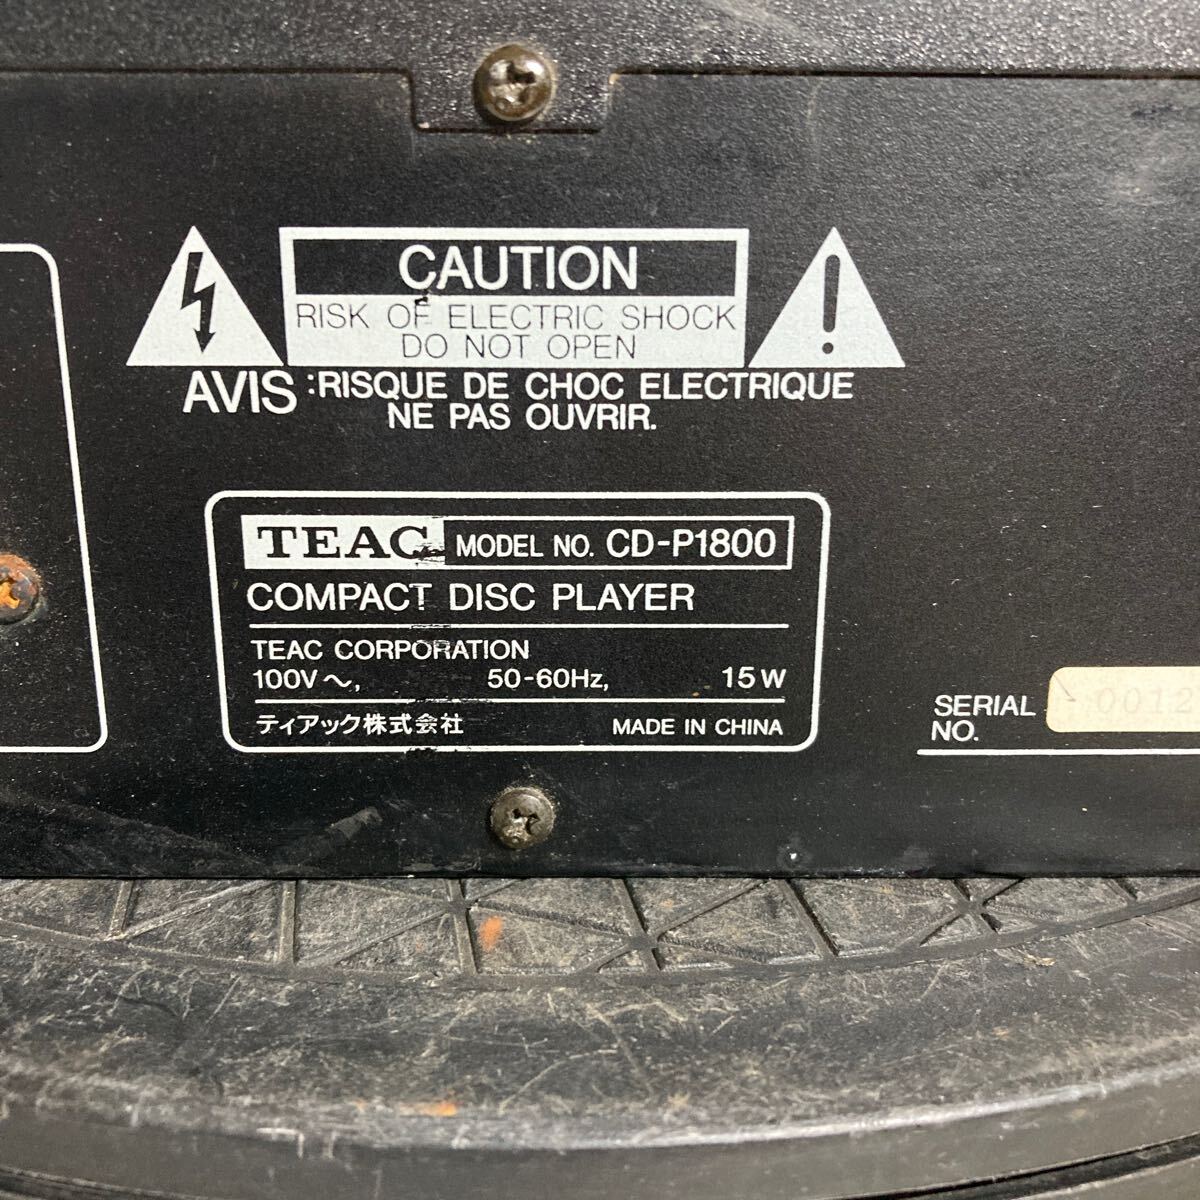 CAUTION
RISK OF ELECTRIC SHOCK
DO NOT OPEN
AVIS :RISQUE DE CHOC ELECTRIQUE
NE PAS OUVRIR.
TEAC MODEL NO. CD-P1800
COMPACT DISC PLAYER
TEAC CORPORATION
100V～, 50-60Hz, 15W
ティアック株式会社 MADE IN CHINA
SERIAL NO. 0012